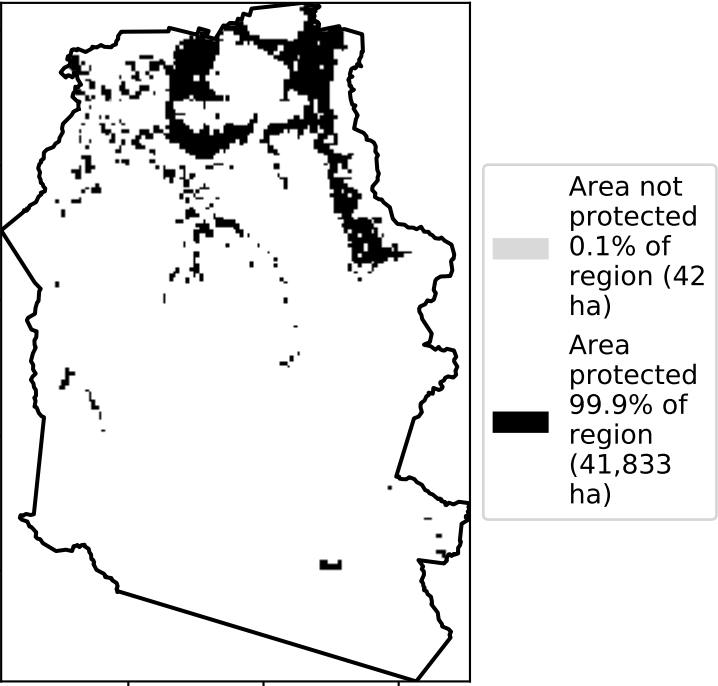 Area not
protected
0.1% of
region (42
ha)
Area
protected
99.9% of
region
(41,833
ha)